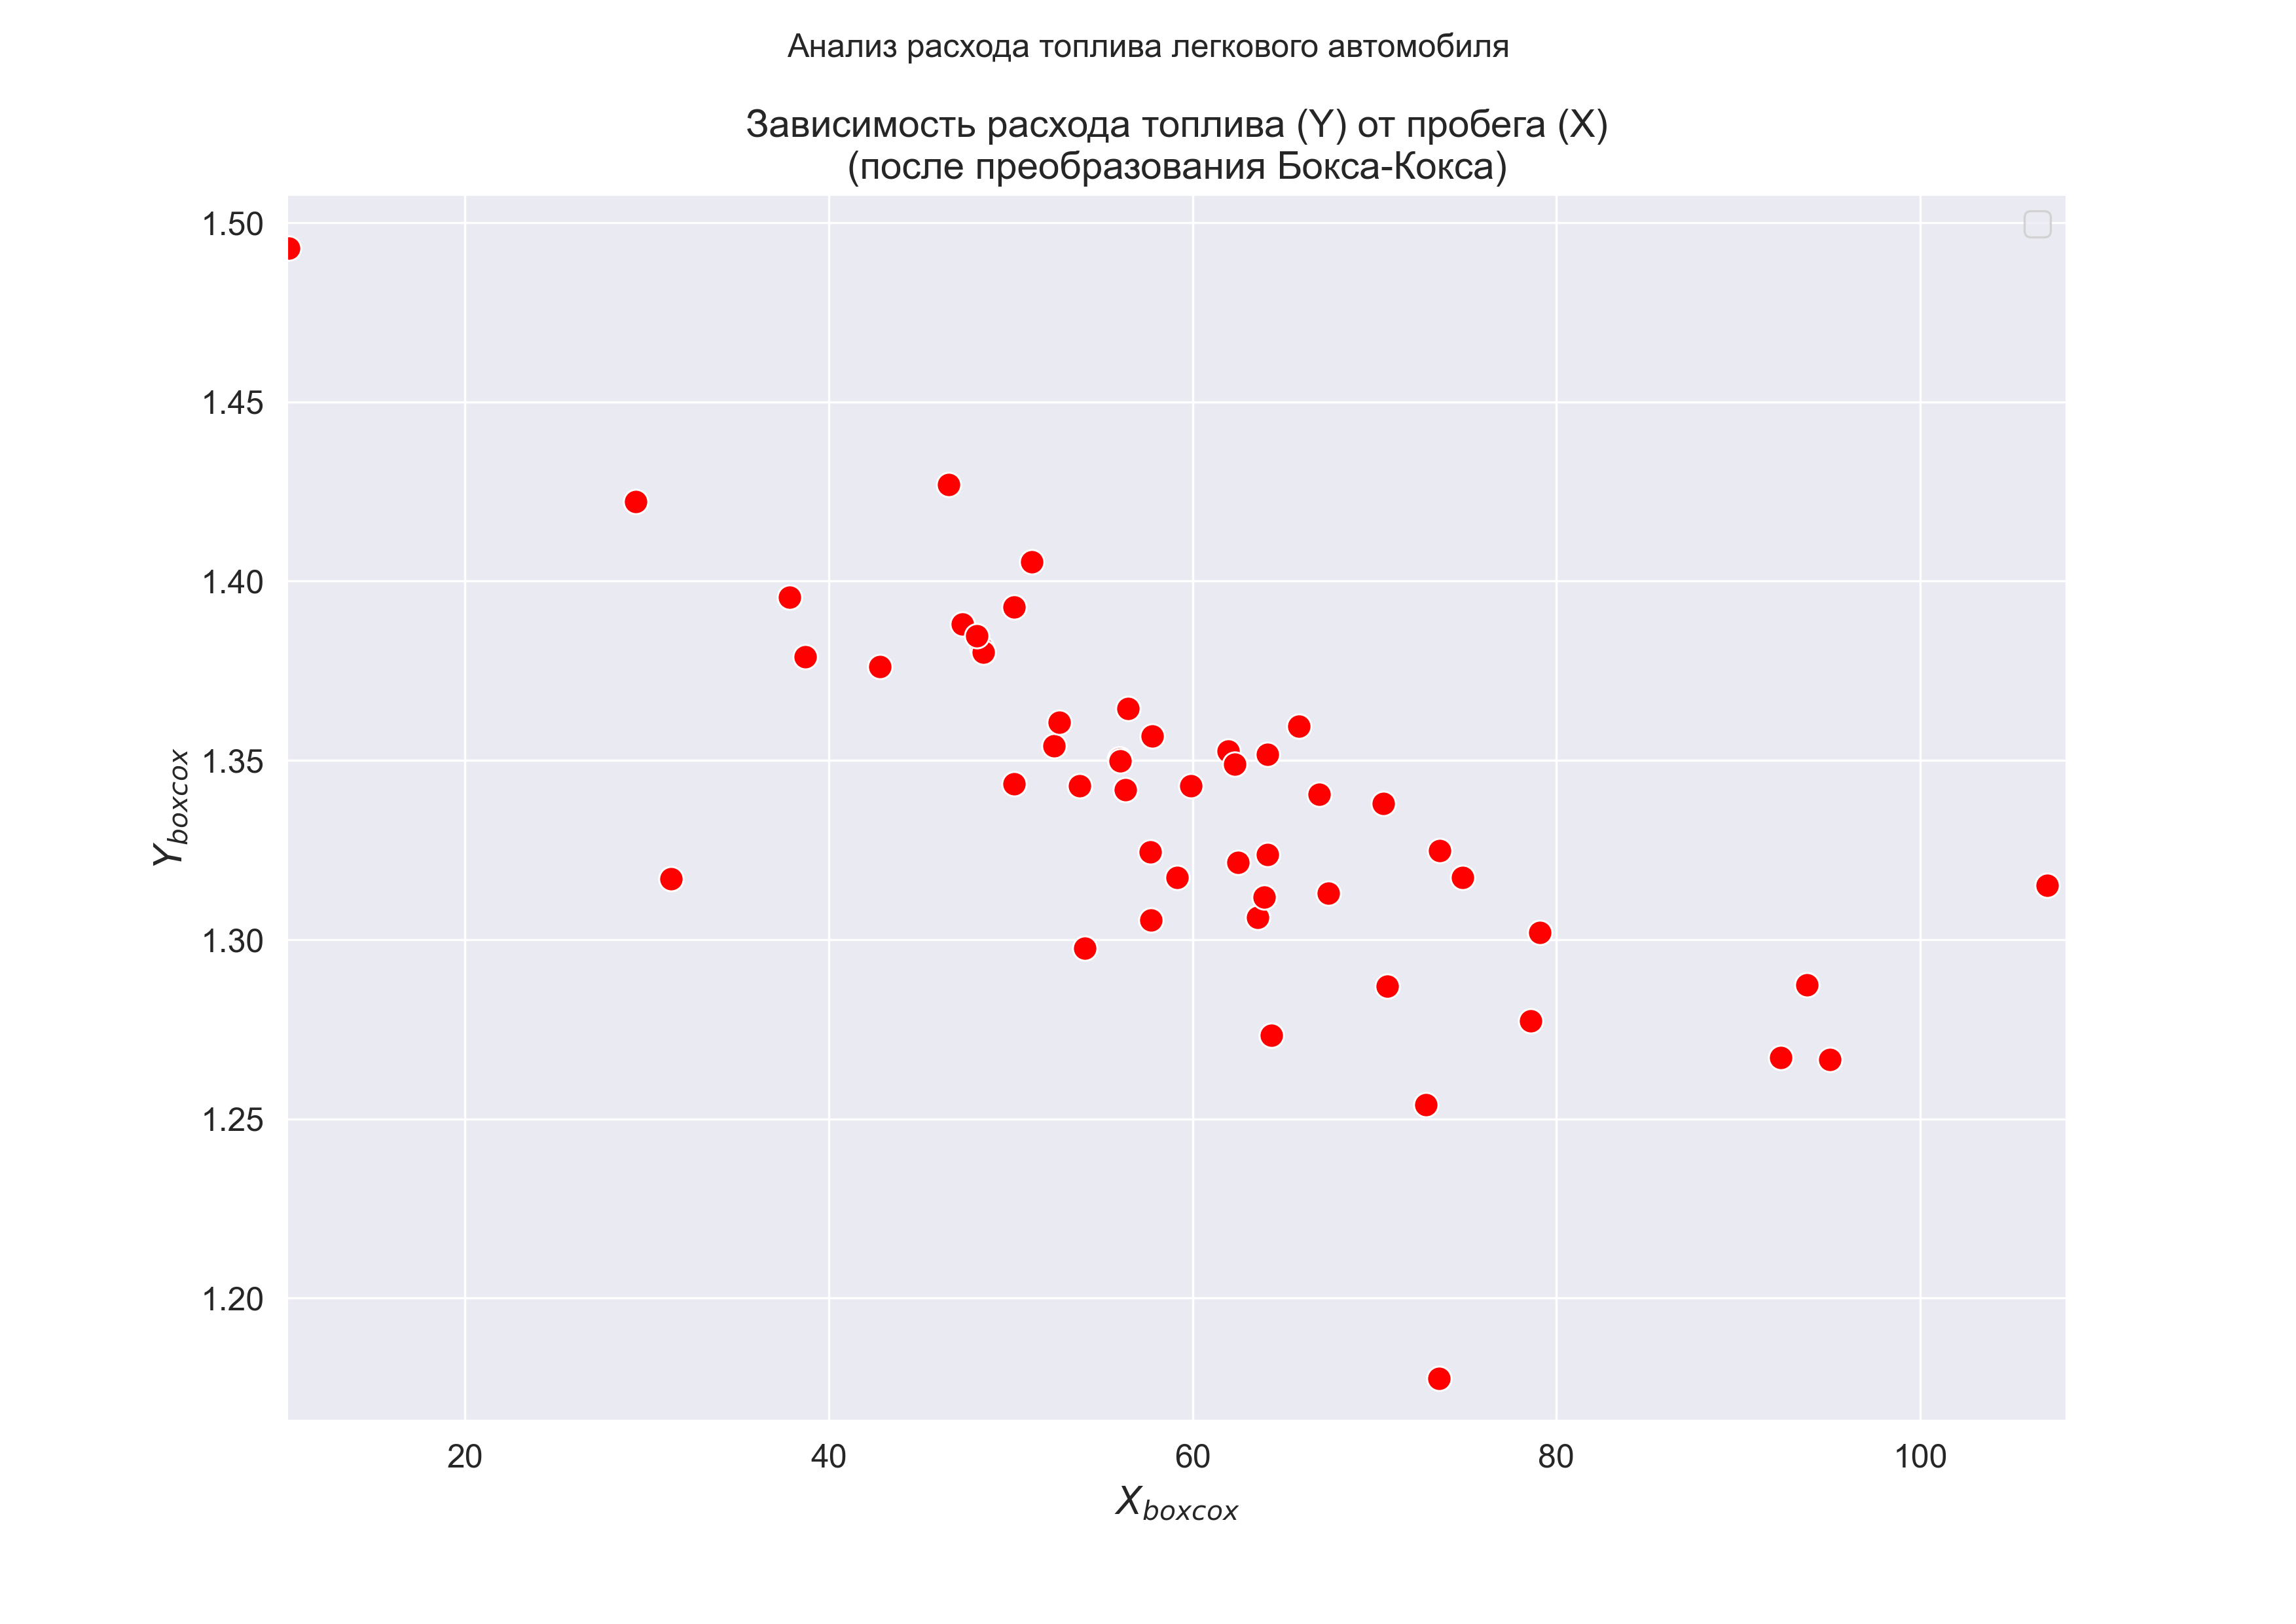 Анализ расхода топлива легкового автомобиля
Зависимость расхода топлива (Y) от пробега (X)
(после преобразования Бокса-Кокса)
1.50
1.45
1.40
1.35
1.30
1.25
1.20
Y_boxcox
20 40 60 80 100
X_boxcox